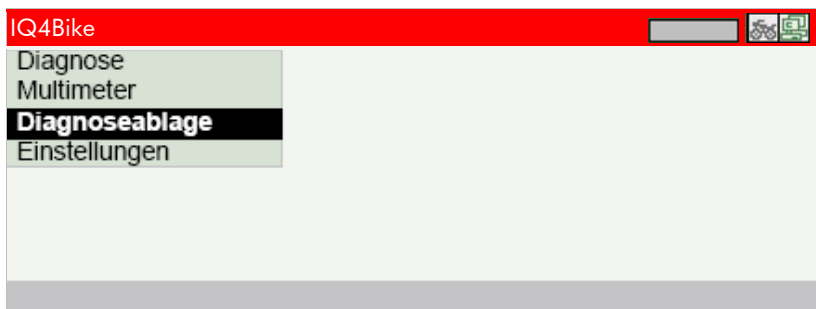 IQ4Bike
Diagnose
Multimeter
Diagnoseablage
Einstellungen